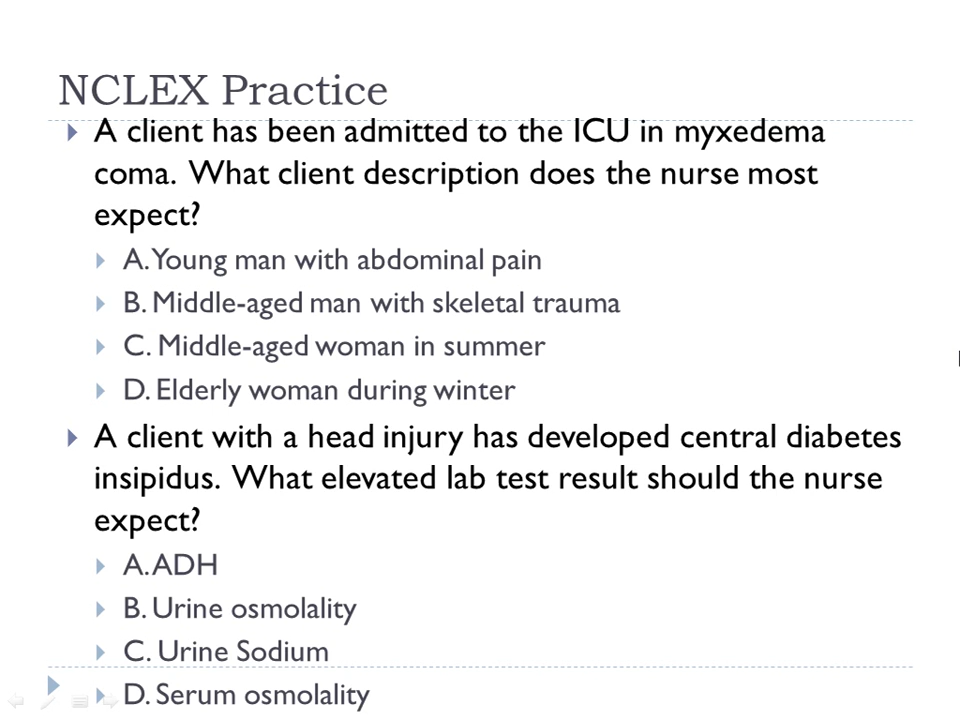 NCLEX Practice
A client has been admitted to the ICU in myxedema
coma. What client description does the nurse most
expect?
A. Young man with abdominal pain
B. Middle-aged man with skeletal trauma
C. Middle-aged woman in summer
D. Elderly woman during winter
A client with a head injury has developed central diabetes
insipidus. What elevated lab test result should the nurse
expect?
A. ADH
B. Urine osmolality
C. Urine Sodium
D. Serum osmolality